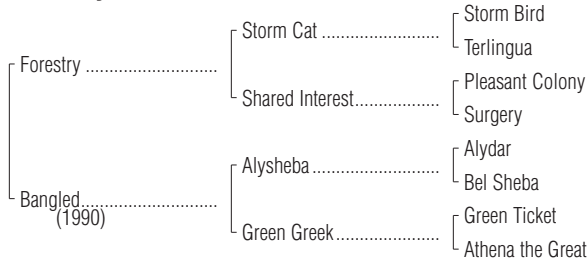 Storm Bird
Storm Cat ........................
Terlingua
Forestry ...........................
Pleasant Colony
Shared Interest.................
Surgery
Alydar
Alysheba .........................
Bel Sheba
Bangled............................
(1990)
Green Ticket
Green Greek.....................
Athena the Great